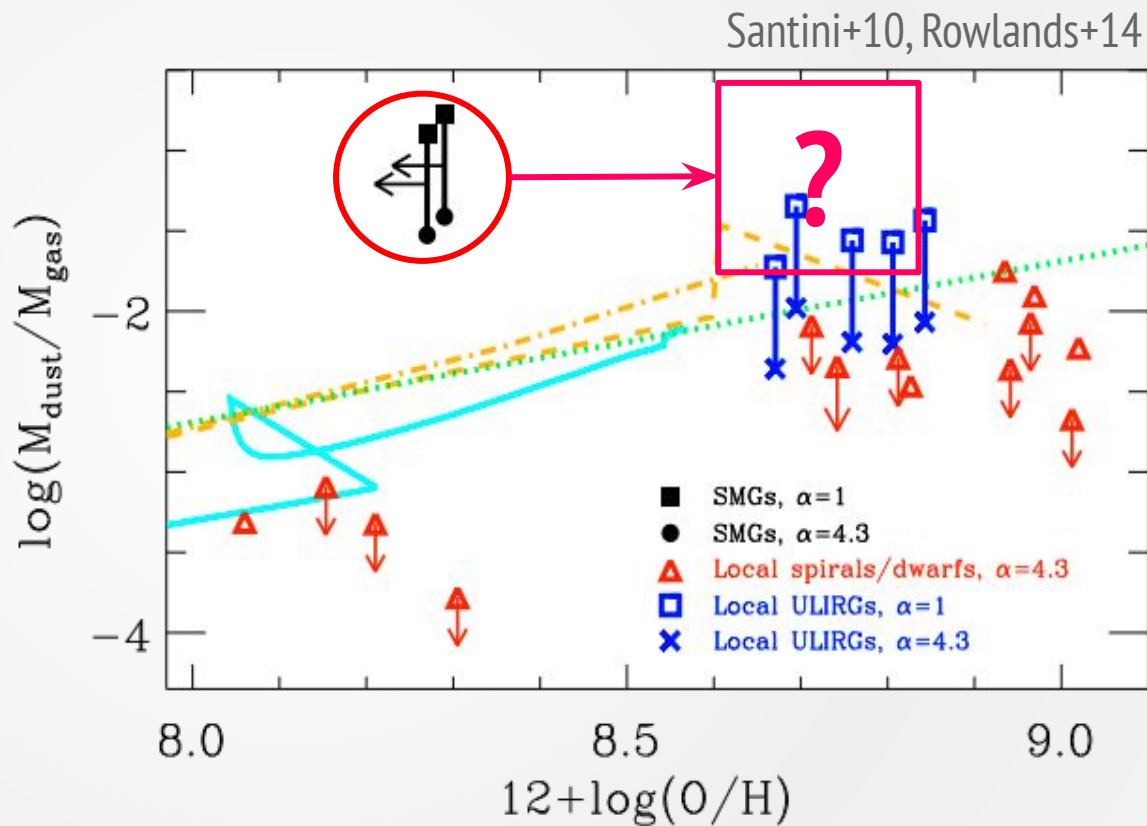 Santini+10, Rowlands+14
?
log(M_dust/M_gas)
−2
−4
SMGs, α=1
SMGs, α=4.3
Local spirals/dwarfs, α=4.3
Local ULIRGs, α=1
Local ULIRGs, α=4.3
8.0 8.5 9.0
12+log(O/H)